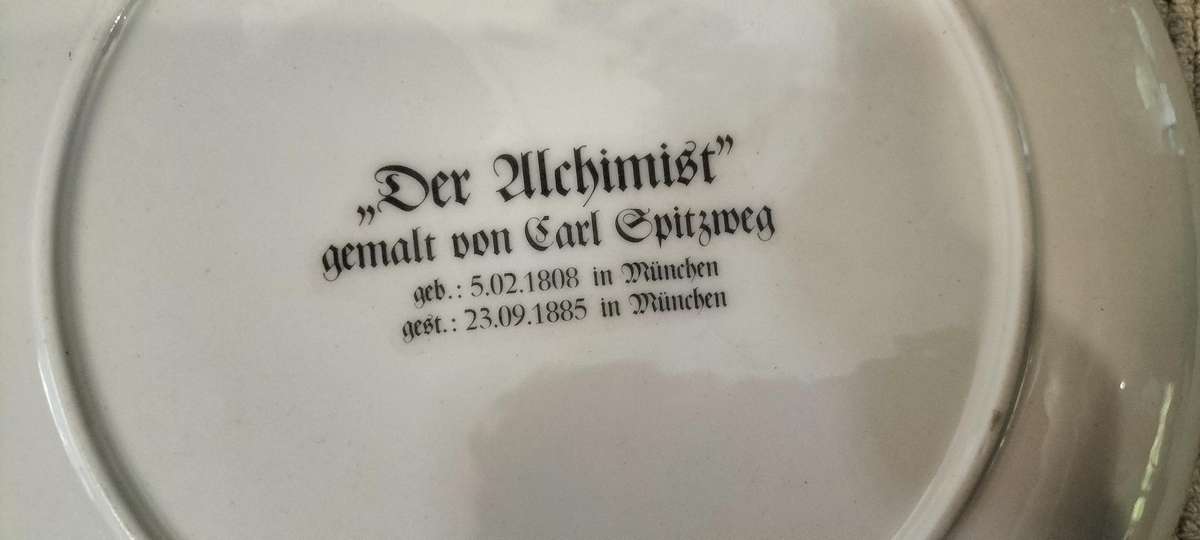 „Der Alchimist”
gemalt von Carl Spitzweg
geb.: 5.02.1808 in München
gest.: 23.09.1885 in München